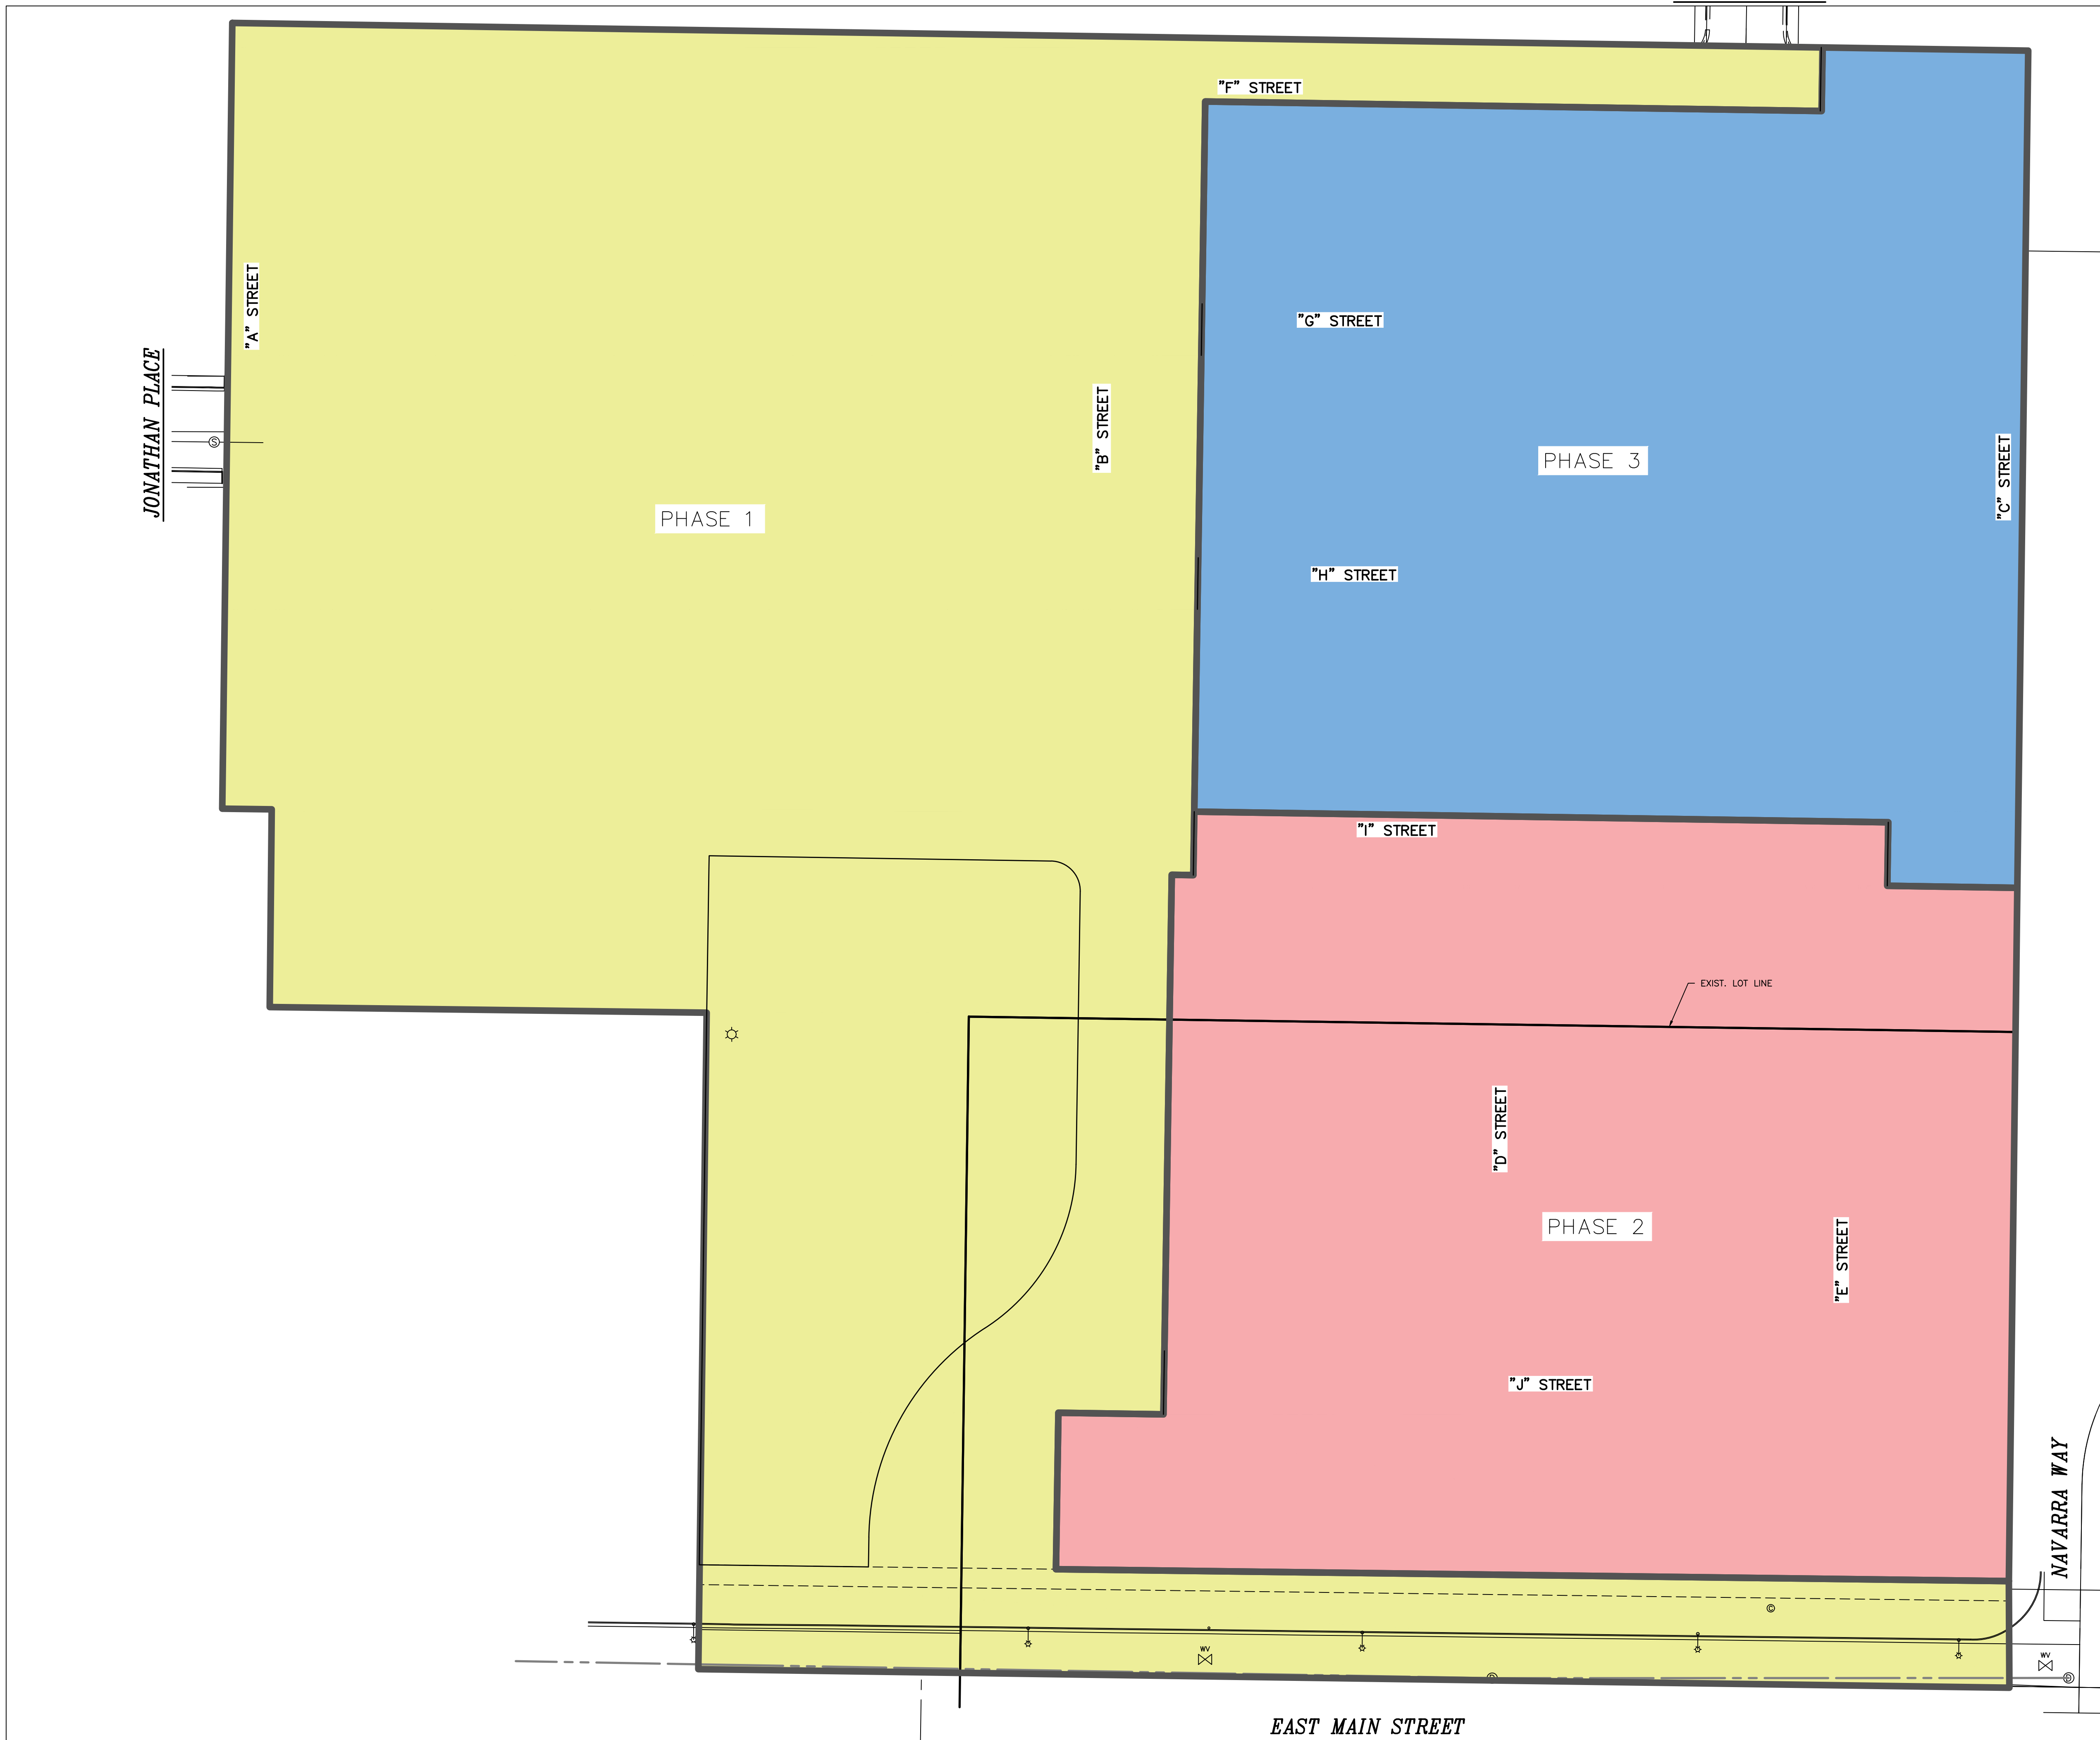 "F" STREET
"A" STREET
"G" STREET
JONATHAN PLACE
"B" STREET
PHASE 3
"C" STREET
PHASE 1
"H" STREET
"I" STREET
EXIST. LOT LINE
"D" STREET
PHASE 2
"E" STREET
"J" STREET
NAVARRA WAY
WV
WV
EAST MAIN STREET
S
C
D
D